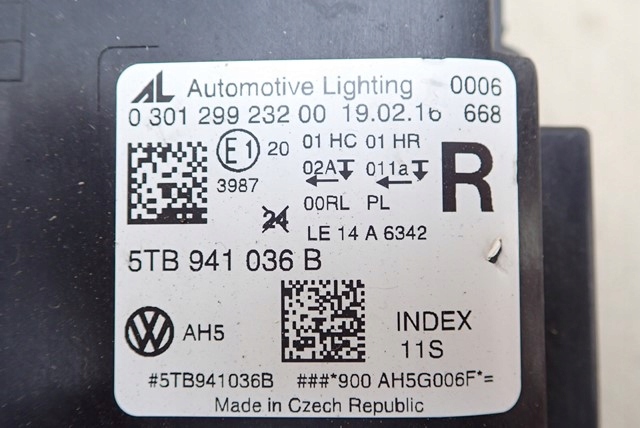 AL Automotive Lighting 0006
0 301 299 232 00 19.02.16 668
E1 20 01 HC 01 HR
3987 02A 011a R
24 00RL PL
LE 14 A 6342
5TB 941 036 B
VW AH5 INDEX
11S
#5TB941036B ###*900 AH5G006F*=
Made in Czech Republic